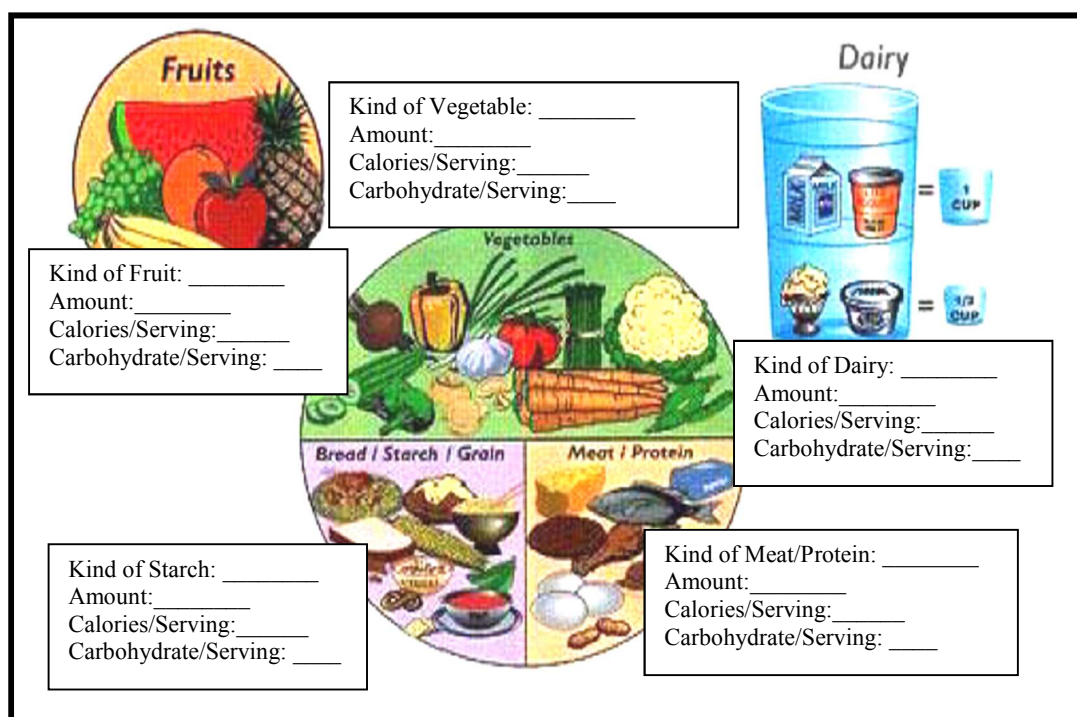 Fruits
Kind of Vegetable: ________
Amount:________
Calories/Serving:______
Carbohydrate/Serving:____
Dairy
MILK
= 1 CUP
= 1/2 CUP
Vegetables
Kind of Fruit: ________
Amount:________
Calories/Serving:______
Carbohydrate/Serving: ____
Kind of Dairy: ________
Amount:________
Calories/Serving:______
Carbohydrate/Serving:____
Bread / Starch / Grain
Meat / Protein
Kind of Starch: ________
Amount:________
Calories/Serving:______
Carbohydrate/Serving: ____
Kind of Meat/Protein: ________
Amount:________
Calories/Serving:______
Carbohydrate/Serving: ____